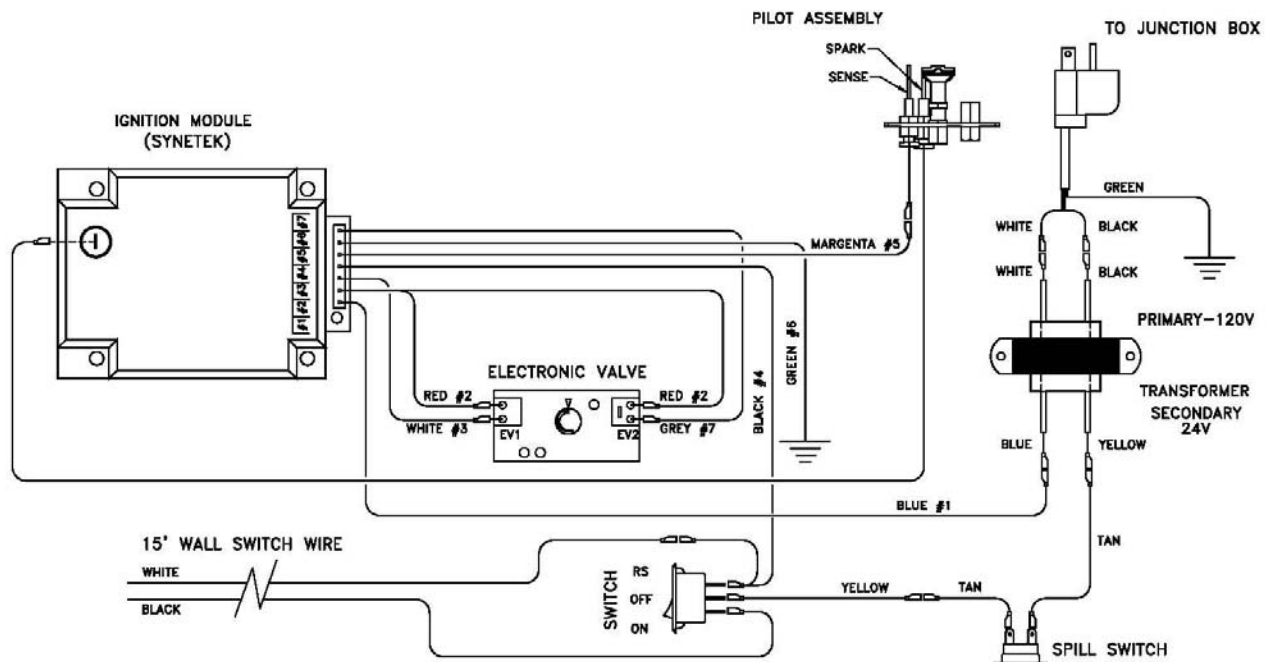 PILOT ASSEMBLY
TO JUNCTION BOX
SPARK
SENSE
IGNITION MODULE
(SYNETEK)
GREEN
#7
#6
#5
#4
#3
#2
#1
MARGENTA #5
WHITE
BLACK
WHITE
BLACK
PRIMARY-120V
GREEN #6
BLACK #4
ELECTRONIC VALVE
RED #2
RED #2
WHITE #3
EV1
EV2
GREY #7
TRANSFORMER
SECONDARY
24V
BLUE
YELLOW
BLUE #1
15' WALL SWITCH WIRE
TAN
WHITE
BLACK
SWITCH
RS
OFF
ON
YELLOW
TAN
SPILL SWITCH